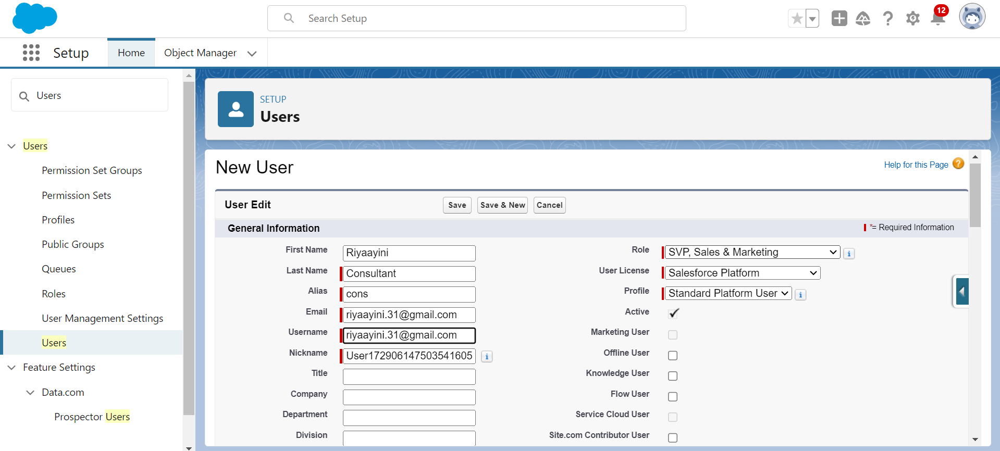 Search Setup
12
Setup
Home
Object Manager
Users
Users
Permission Set Groups
Permission Sets
Profiles
Public Groups
Queues
Roles
User Management Settings
Users
Feature Settings
Data.com
Prospector Users
SETUP
Users
New User
Help for this Page
User Edit
Save
Save & New
Cancel
General Information
*= Required Information
First Name Riyaayini
Last Name Consultant
Alias cons
Email riyaayini.31@gmail.com
Username riyaayini.31@gmail.com
Nickname User172906147503541605
Title
Company
Department
Division
Role SVP, Sales & Marketing
User License Salesforce Platform
Profile Standard Platform User
Active
Marketing User
Offline User
Knowledge User
Flow User
Service Cloud User
Site.com Contributor User